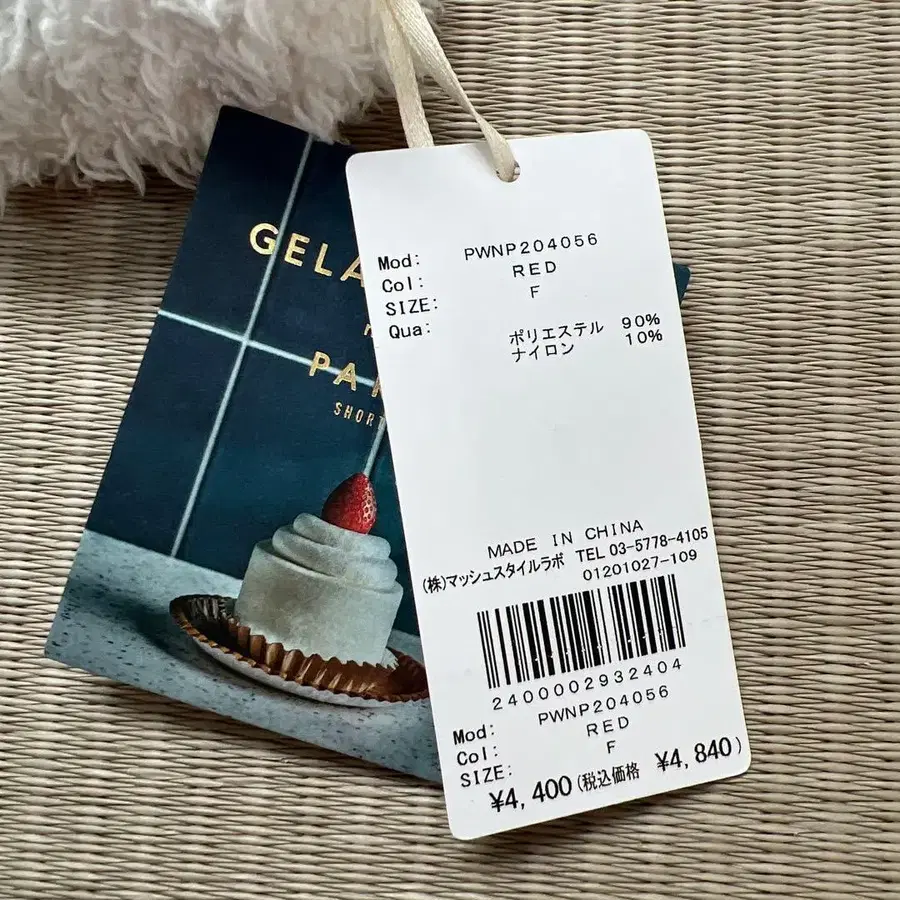 GELA
PA
SHORT
Mod: PWNP204056
Col: RED
SIZE: F
Qua: ポリエステル 90%
ナイロン 10%
MADE IN CHINA
(株)マッシュスタイルラボ TEL 03-5778-4105
01201027-109
2400002932404
Mod: PWNP204056
Col: RED
SIZE: F
¥4,400(税込価格 ¥4,840)